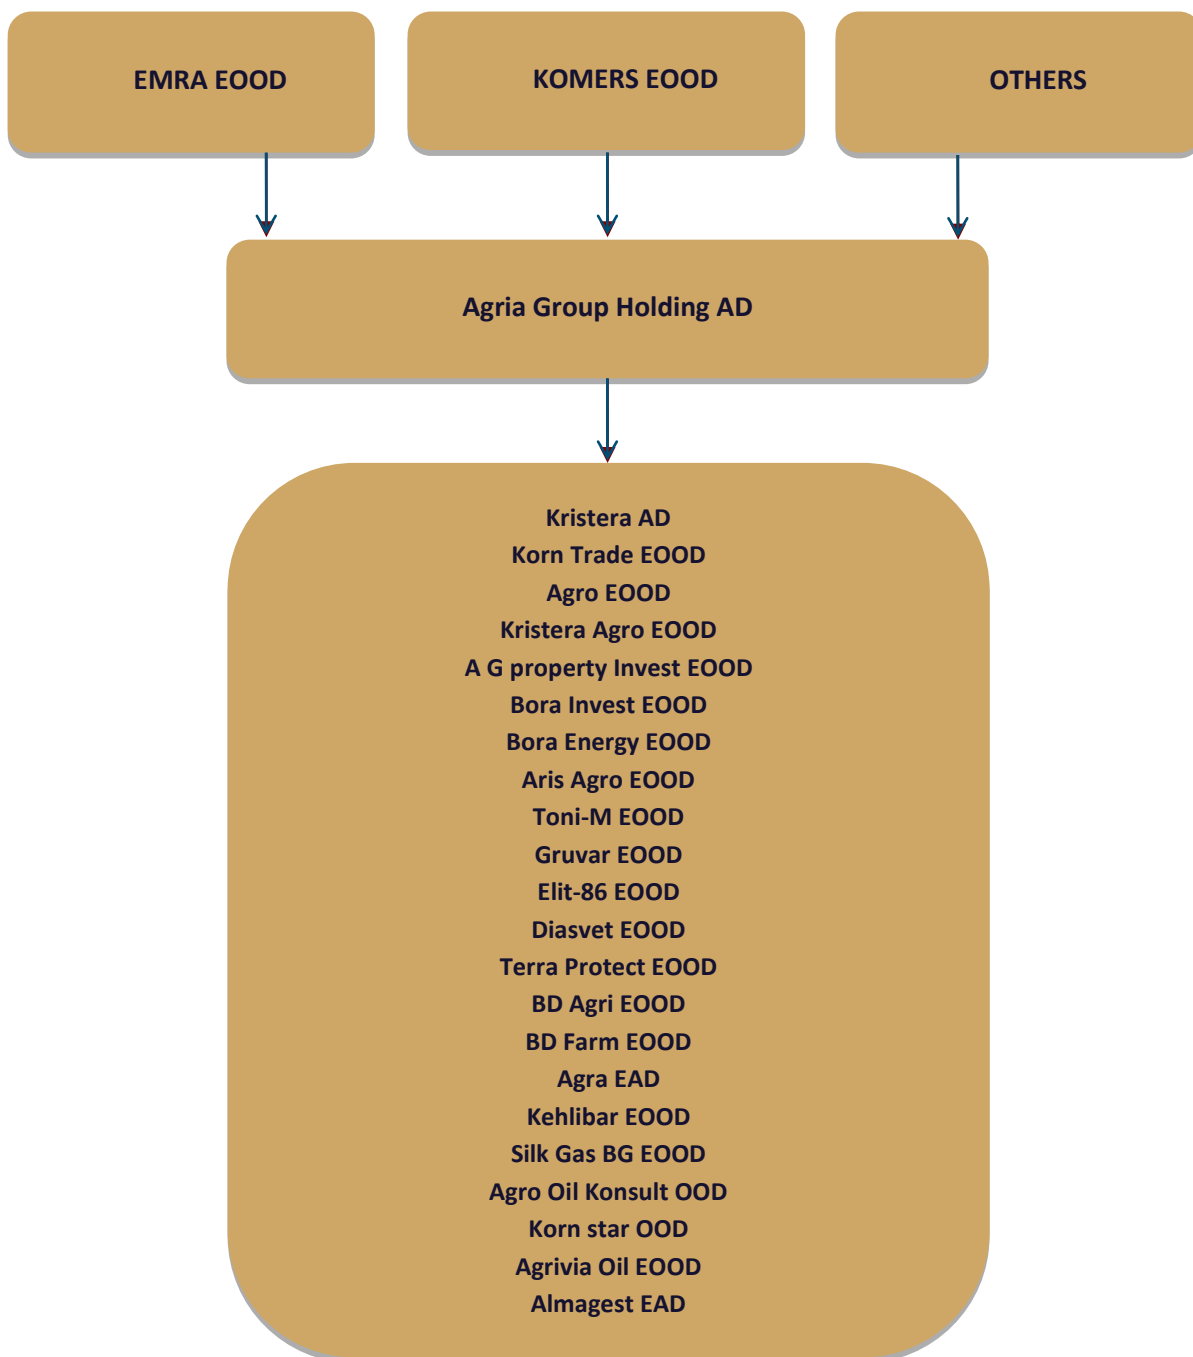 EMRA EOOD
KOMERS EOOD
OTHERS
Agria Group Holding AD
Kristera AD
Korn Trade EOOD
Agro EOOD
Kristera Agro EOOD
A G property Invest EOOD
Bora Invest EOOD
Bora Energy EOOD
Aris Agro EOOD
Toni-M EOOD
Gruvar EOOD
Elit-86 EOOD
Diasvet EOOD
Terra Protect EOOD
BD Agri EOOD
BD Farm EOOD
Agra EAD
Kehlibar EOOD
Silk Gas BG EOOD
Agro Oil Konsult OOD
Korn star OOD
Agrivia Oil EOOD
Almagest EAD